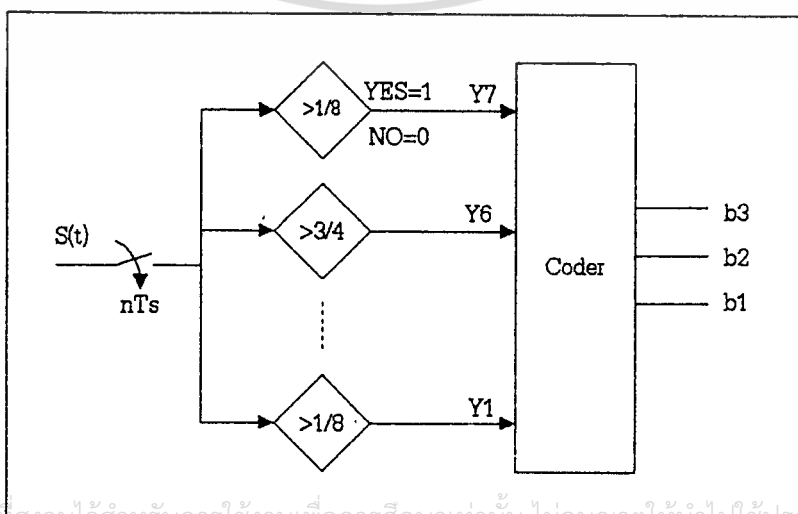 >1/8
YES=1
Y7
NO=0
>3/4
Y6
S(t)
nTs
Coder
b3
b2
b1
>1/8
Y1